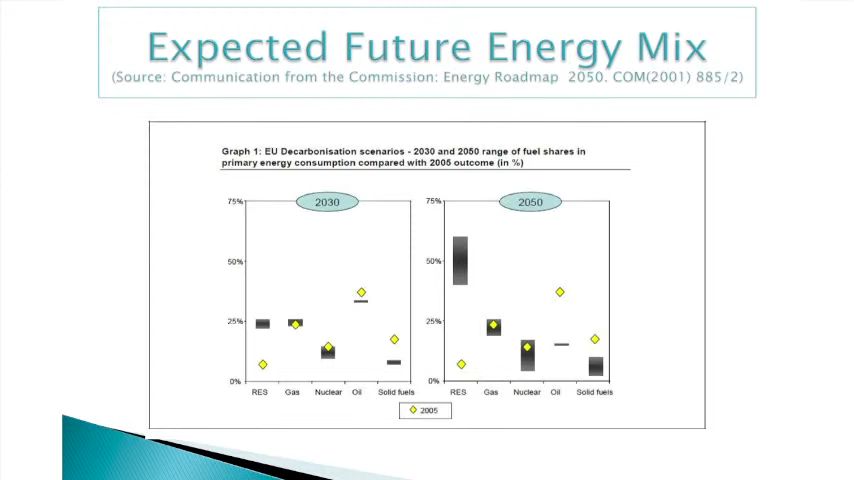 Expected Future Energy Mix
(Source: Communication from the Commission: Energy Roadmap 2050. COM(2001) 885/2)
Graph 1: EU Decarbonisation scenarios - 2030 and 2050 range of fuel shares in
primary energy consumption compared with 2005 outcome (in %)
2030
75%
50%
25%
0%
RES Gas Nuclear Oil Solid fuels
2050
75%
50%
25%
0%
RES Gas Nuclear Oil Solid fuels
2005